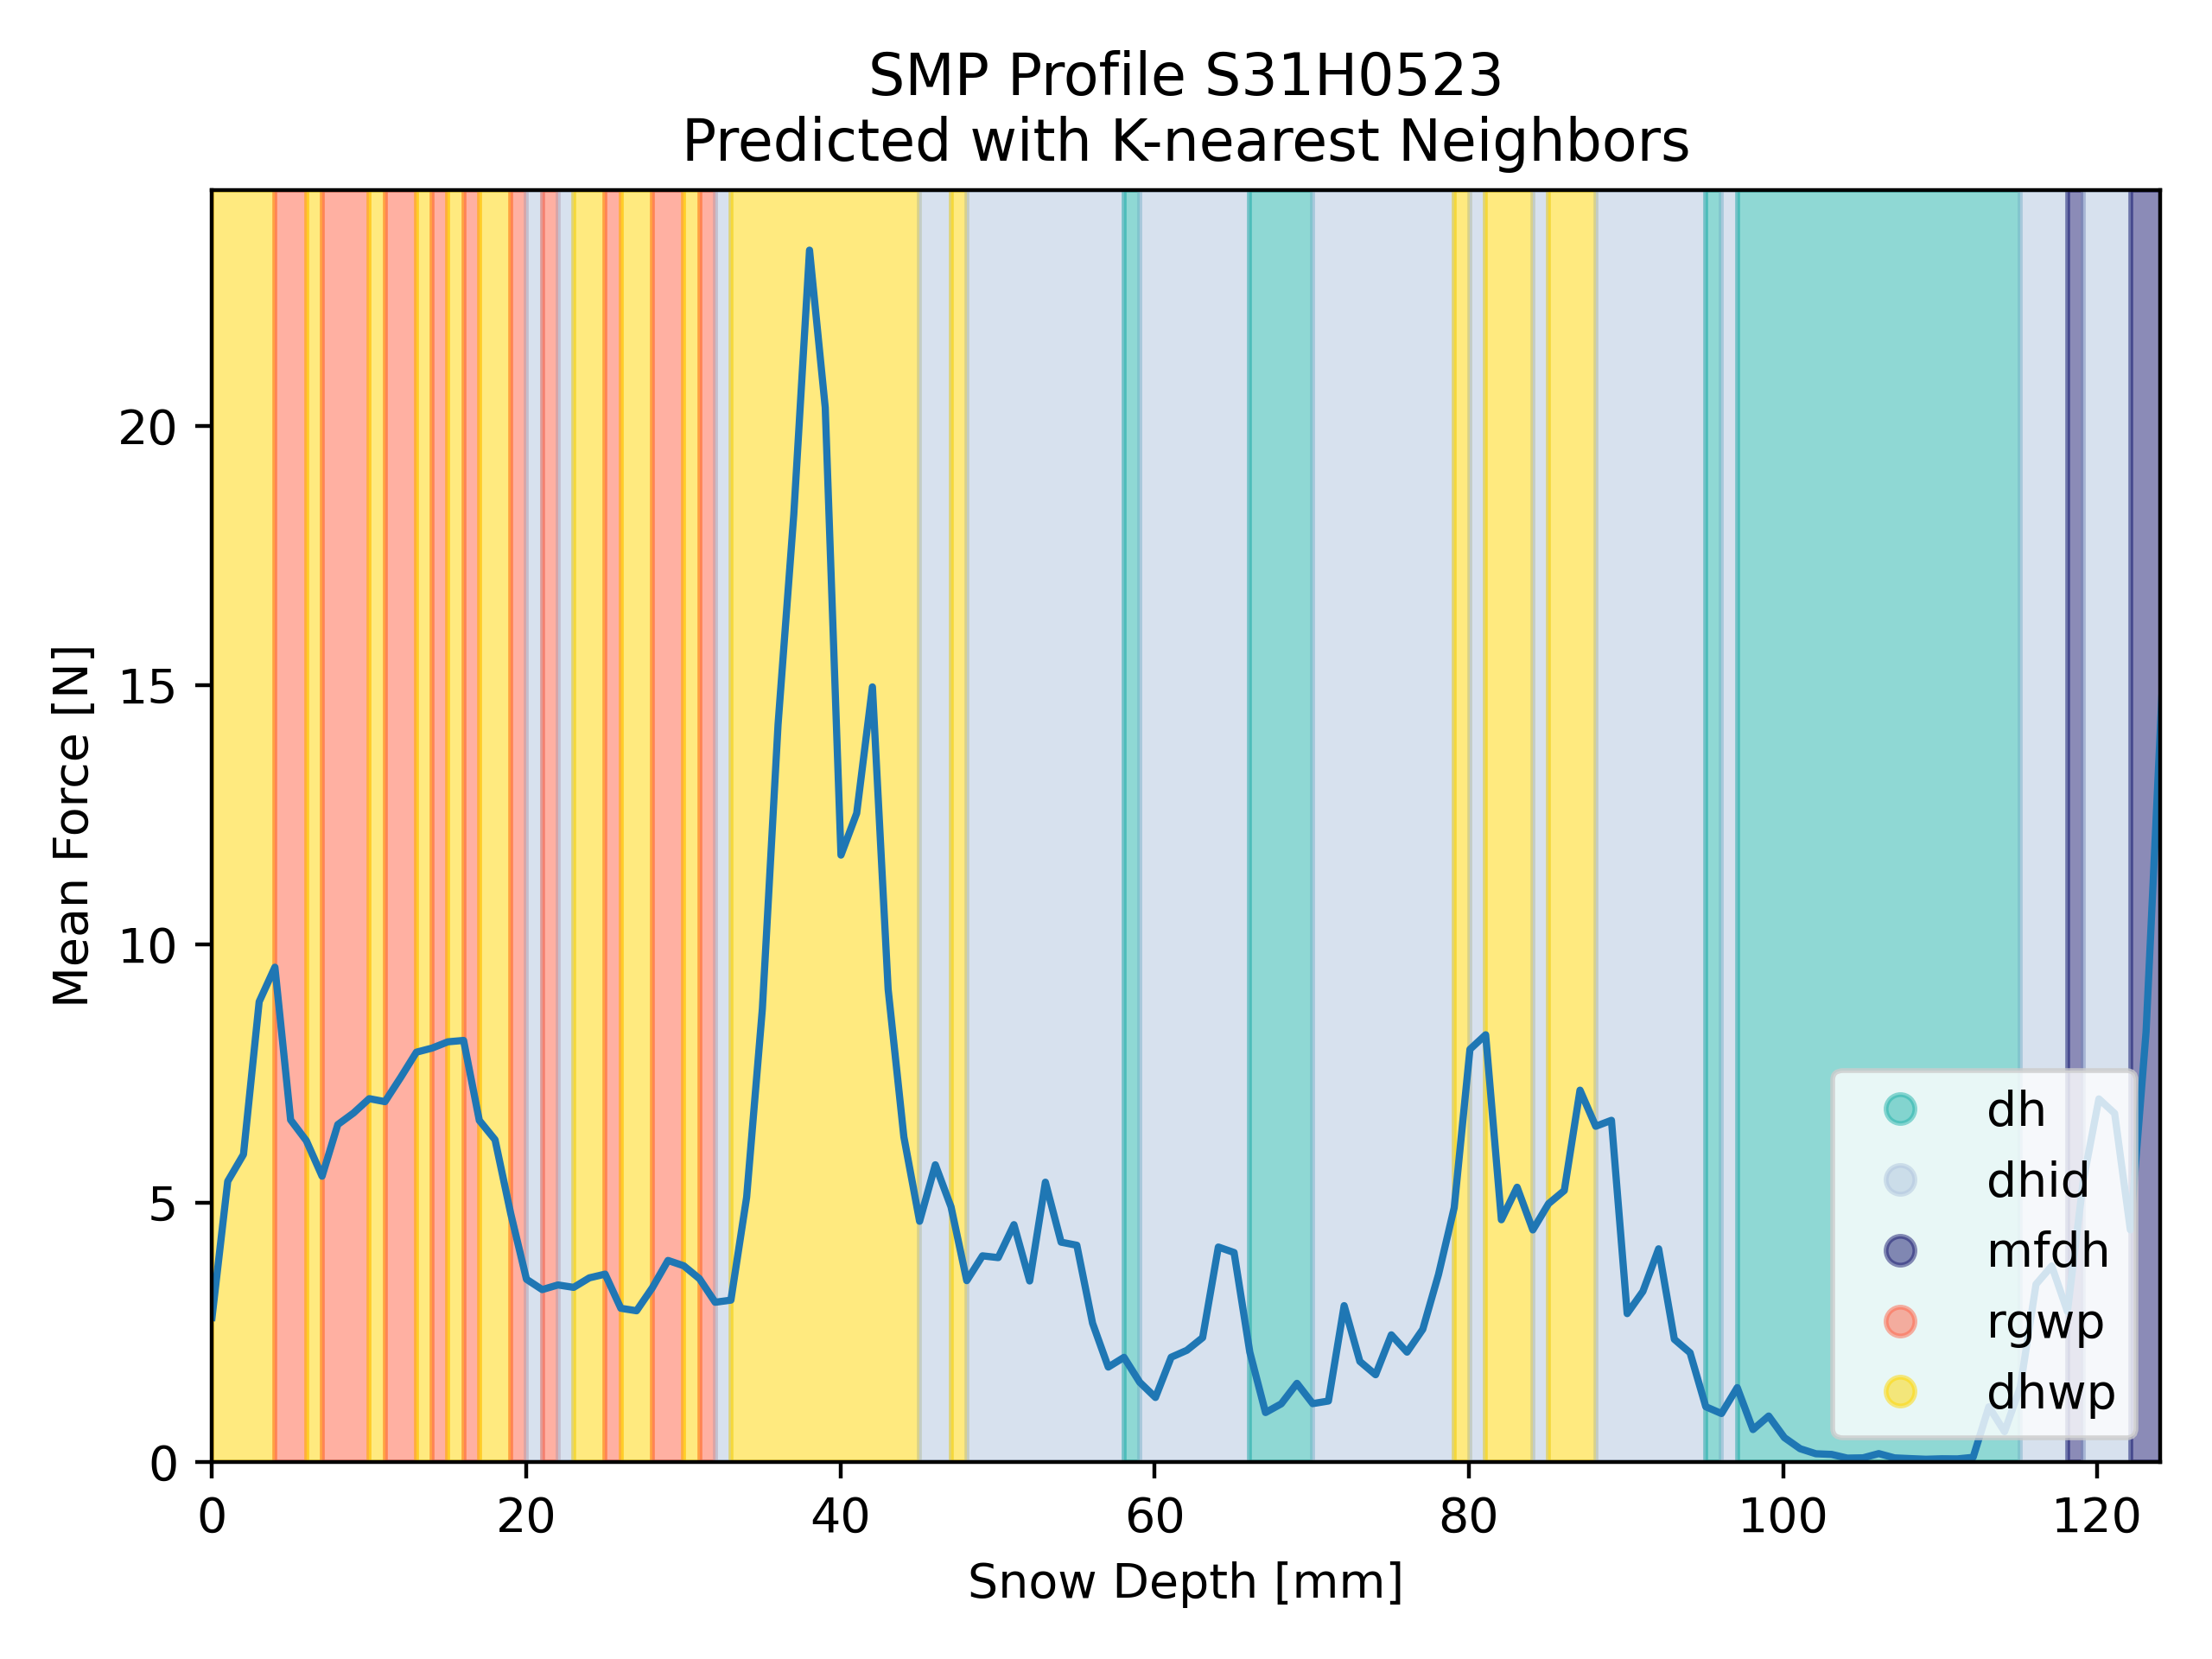 SMP Profile S31H0523
Predicted with K-nearest Neighbors
Mean Force [N]
20
15
10
5
0
0 20 40 60 80 100 120
Snow Depth [mm]
dh
dhid
mfdh
rgwp
dhwp